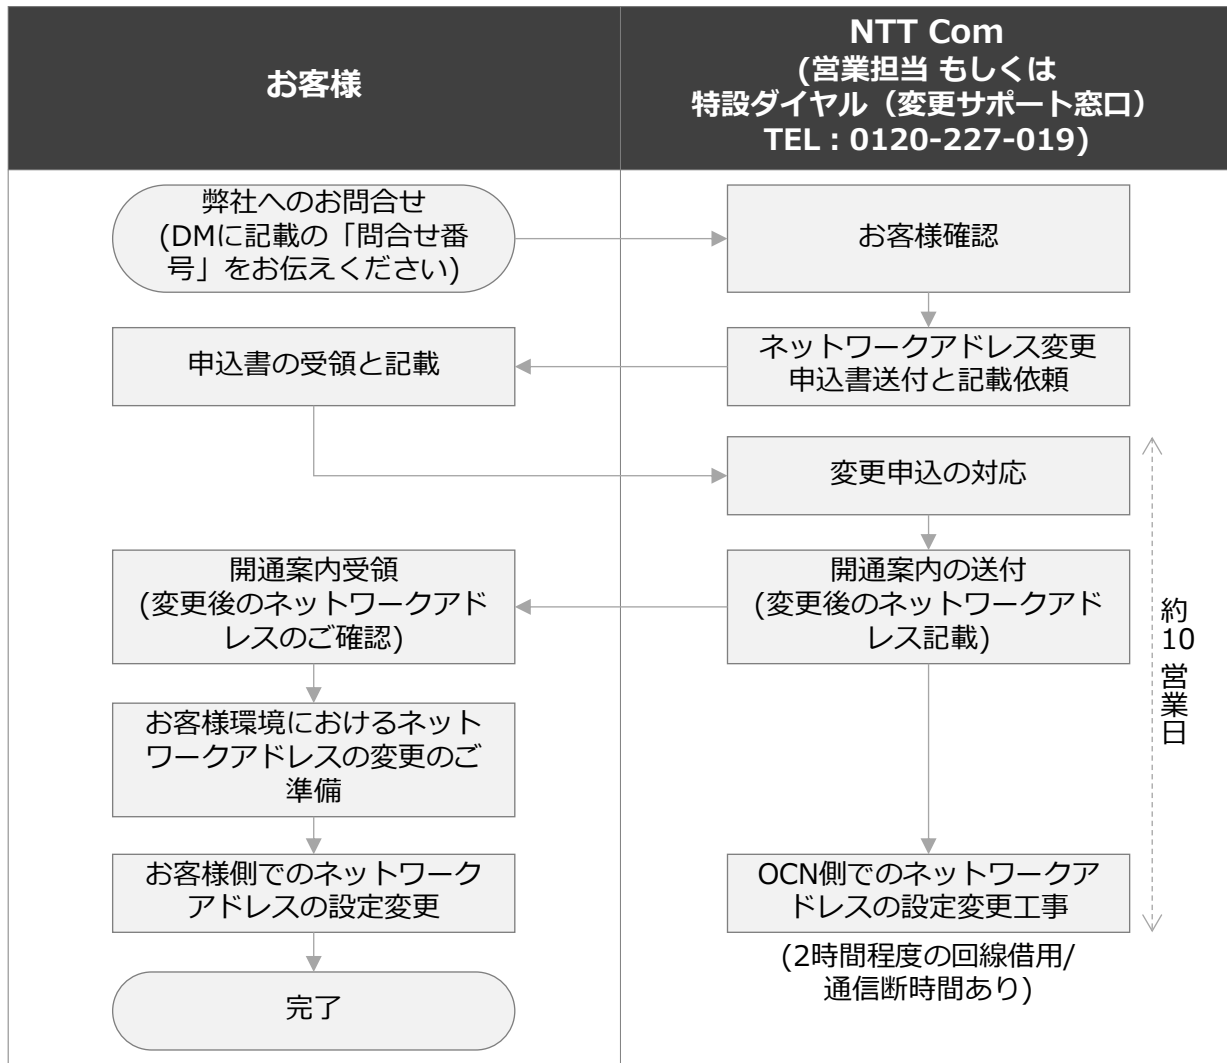 お客様
NTT Com
(営業担当 もしくは
特設ダイヤル（変更サポート窓口）
TEL：0120-227-019)
弊社へのお問合せ
(DMに記載の「問合せ番
号」をお伝えください)
お客様確認
ネットワークアドレス変更
申込書送付と記載依頼
申込書の受領と記載
変更申込の対応
開通案内の送付
(変更後のネットワークアド
レス記載)
開通案内受領
(変更後のネットワークアド
レスのご確認)
お客様環境におけるネット
ワークアドレスの変更のご
準備
お客様側でのネットワーク
アドレスの設定変更
OCN側でのネットワークア
ドレスの設定変更工事
(2時間程度の回線借用/
通信断時間あり)
約10営業日
完了